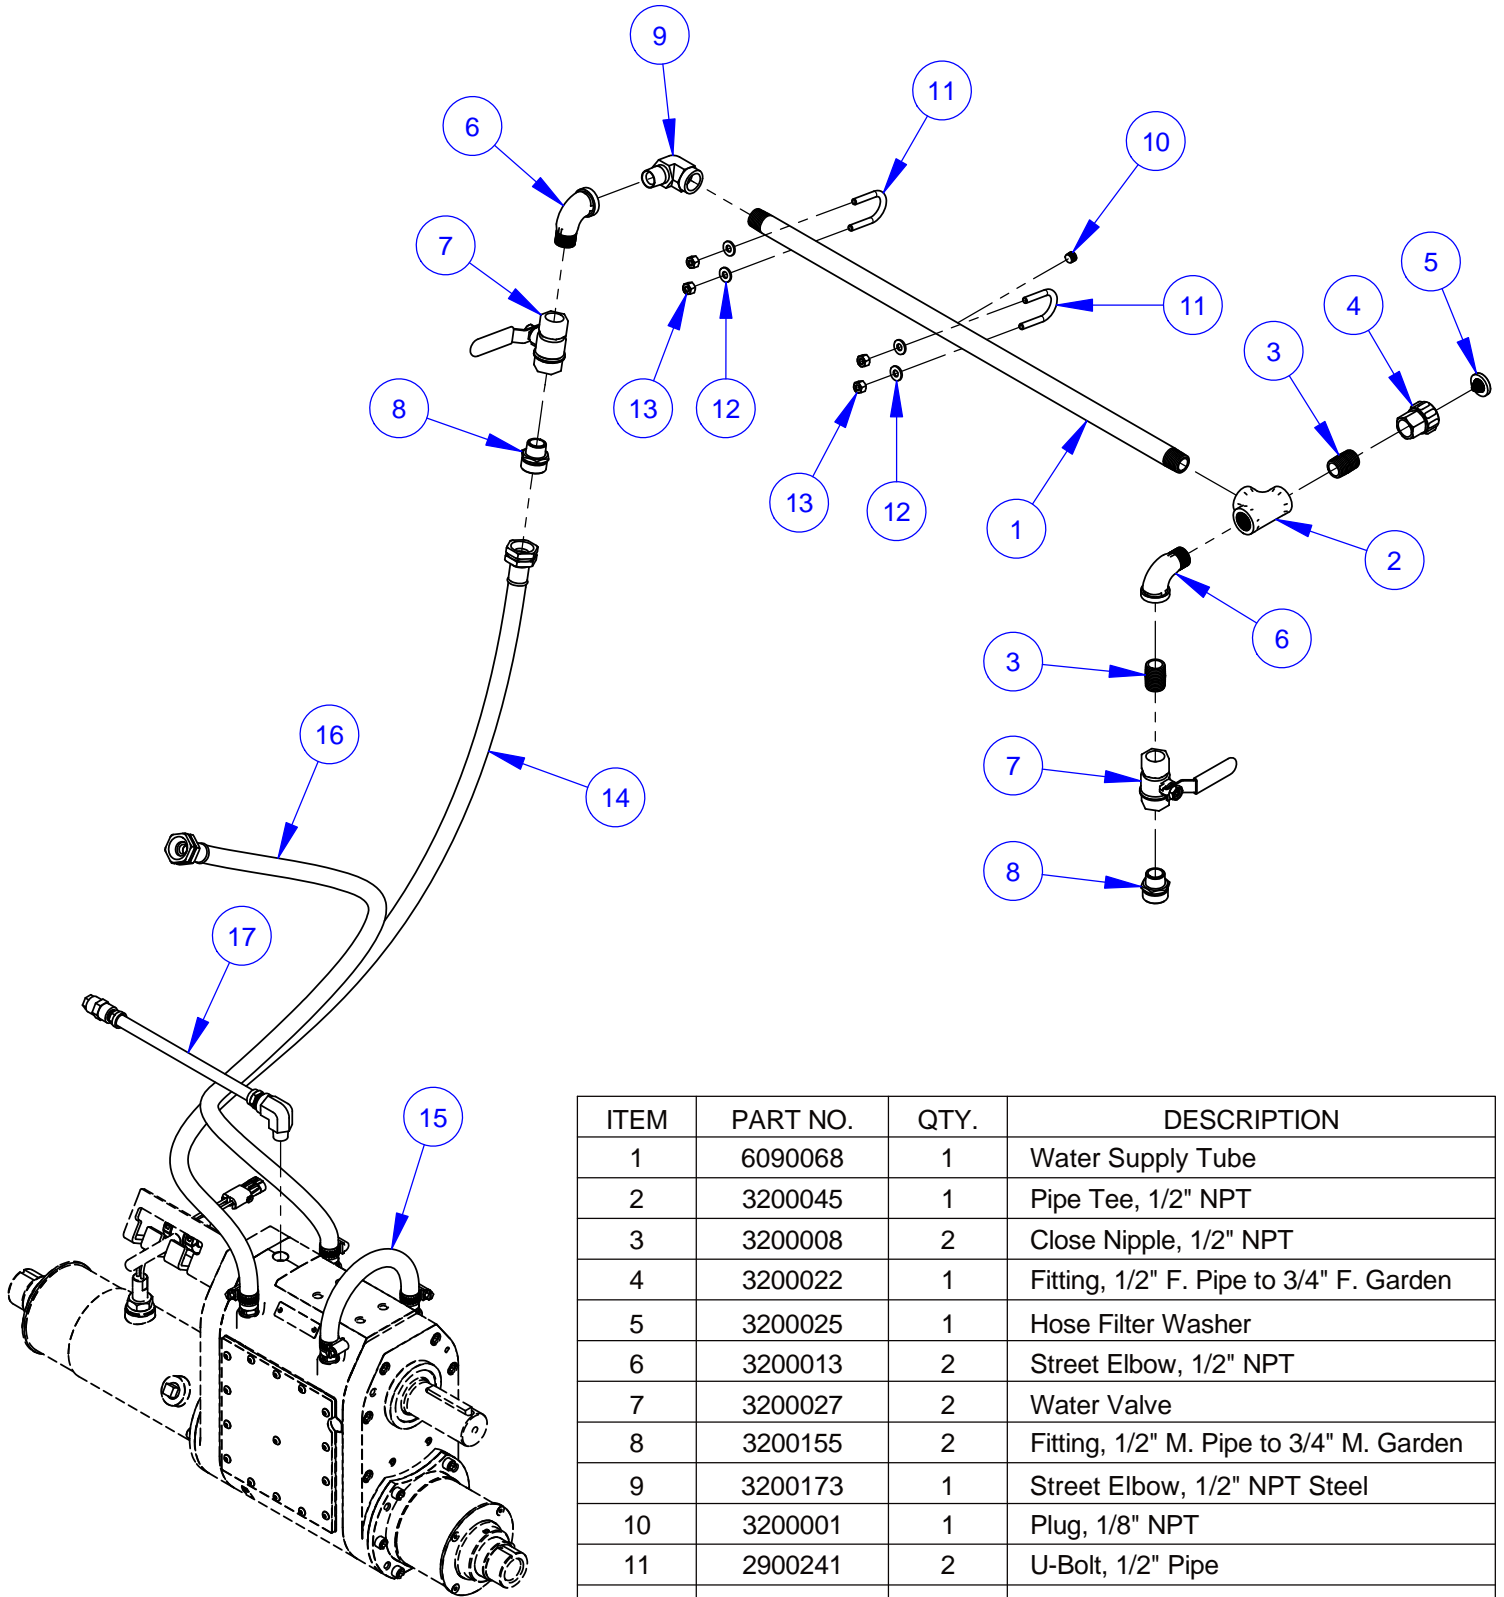 9
11
6
10
7
5
4
11
3
8
13
12
13
12
1
2
6
3
16
7
14
8
17
15
ITEM PART NO. QTY. DESCRIPTION
1 6090068 1 Water Supply Tube
2 3200045 1 Pipe Tee, 1/2" NPT
3 3200008 2 Close Nipple, 1/2" NPT
4 3200022 1 Fitting, 1/2" F. Pipe to 3/4" F. Garden
5 3200025 1 Hose Filter Washer
6 3200013 2 Street Elbow, 1/2" NPT
7 3200027 2 Water Valve
8 3200155 2 Fitting, 1/2" M. Pipe to 3/4" M. Garden
9 3200173 1 Street Elbow, 1/2" NPT Steel
10 3200001 1 Plug, 1/8" NPT
11 2900241 2 U-Bolt, 1/2" Pipe